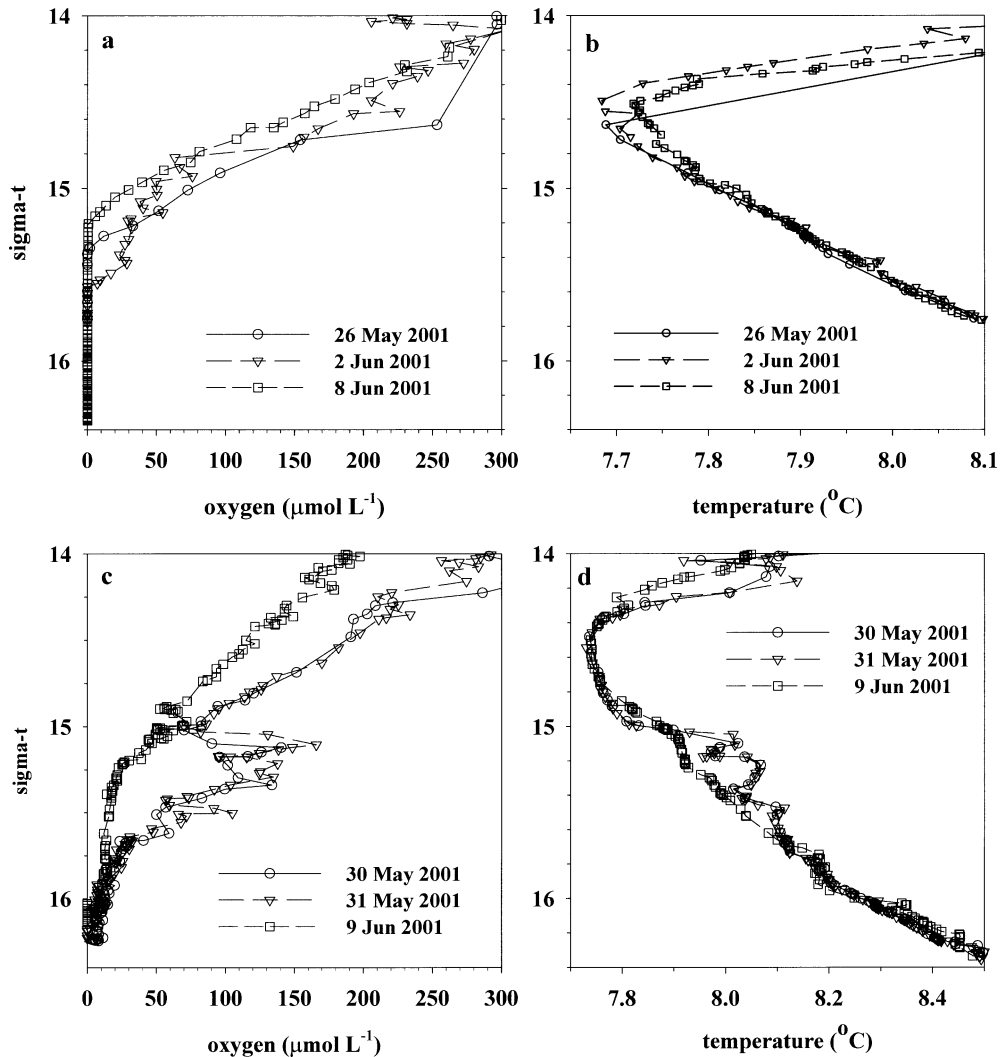 a
14
15
16
sigma-t
26 May 2001
2 Jun 2001
8 Jun 2001
0 50 100 150 200 250 300
oxygen (μmol L-1)
b
14
15
16
26 May 2001
2 Jun 2001
8 Jun 2001
7.7 7.8 7.9 8.0 8.1
temperature (oC)
c
14
15
16
sigma-t
30 May 2001
31 May 2001
9 Jun 2001
0 50 100 150 200 250 300
oxygen (μmol L-1)
d
14
15
16
30 May 2001
31 May 2001
9 Jun 2001
7.8 8.0 8.2 8.4
temperature (oC)